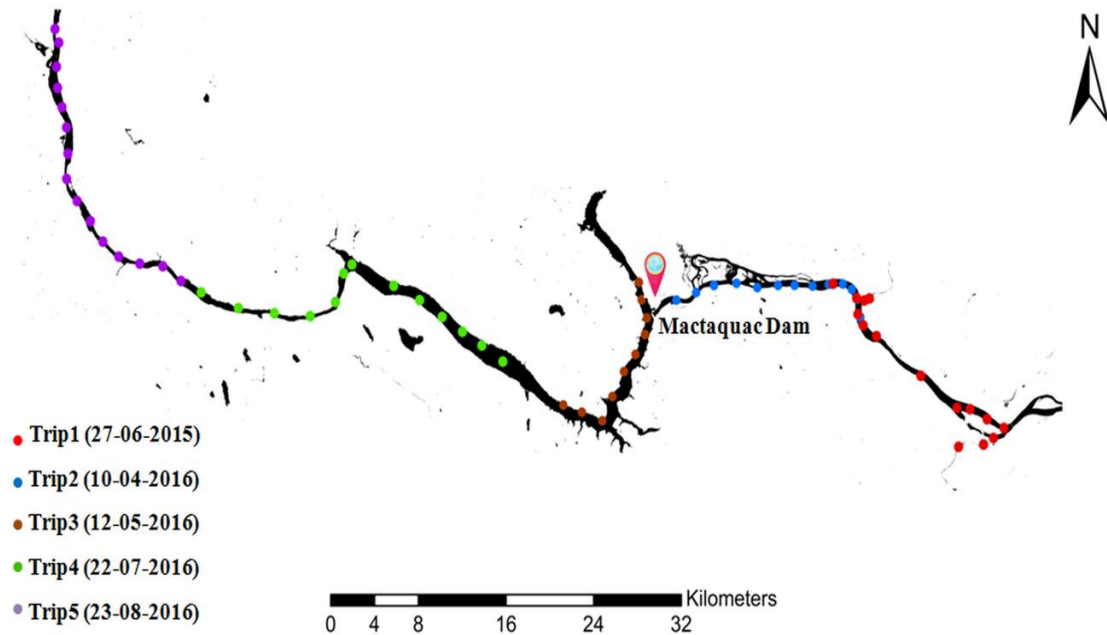 N
Mactaquac Dam
Trip1 (27-06-2015)
Trip2 (10-04-2016)
Trip3 (12-05-2016)
Trip4 (22-07-2016)
Trip5 (23-08-2016)
Kilometers
0 4 8 16 24 32